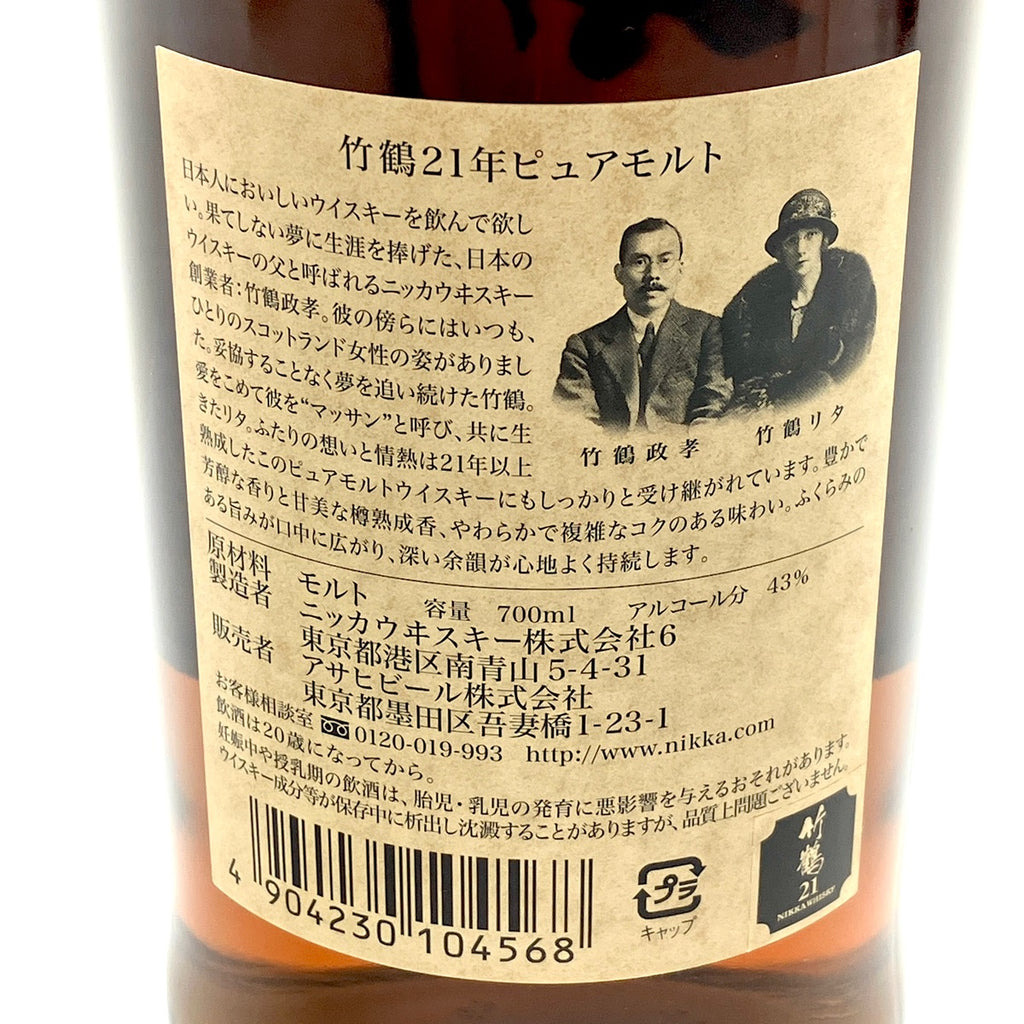 竹鶴21年ピュアモルト
日本人においしいウイスキーを飲んで欲し
い。果てしない夢に生涯を捧げた、日本の
ウイスキーの父と呼ばれるニッカウヰスキー
創業者：竹鶴政孝。彼の傍らにはいつも、
ひとりのスコットランド女性の姿がありまし
た。妥協することなく夢を追い続けた竹鶴。
愛をこめて彼を“マッサン”と呼び、共に生
きたリタ。ふたりの想いと情熱は21年以上
熟成したこのピュアモルトウイスキーにもしっかりと受け継がれています。豊かで
芳醇な香りと甘美な樽熟成香、やわらかで複雑なコクのある味わい。ふくらみの
ある旨みが口中に広がり、深い余韻が心地よく持続します。
竹鶴政孝
竹鶴リタ
原材料 モルト 容量 700ml アルコール分 43%
製造者 ニッカウヰスキー株式会社6
東京都港区南青山5-4-31
販売者 アサヒビール株式会社
東京都墨田区吾妻橋1-23-1
お客様相談室 0120-019-993 http://www.nikka.com
飲酒は20歳になってから。
妊娠中や授乳期の飲酒は、胎児・乳児の発育に悪影響を与えるおそれがあります。
ウイスキー成分等が保存中に析出し沈澱することがありますが、品質上問題ございません。
4 904230 104568
プラ
キャップ
竹鶴
21
NIKKA WHISKY